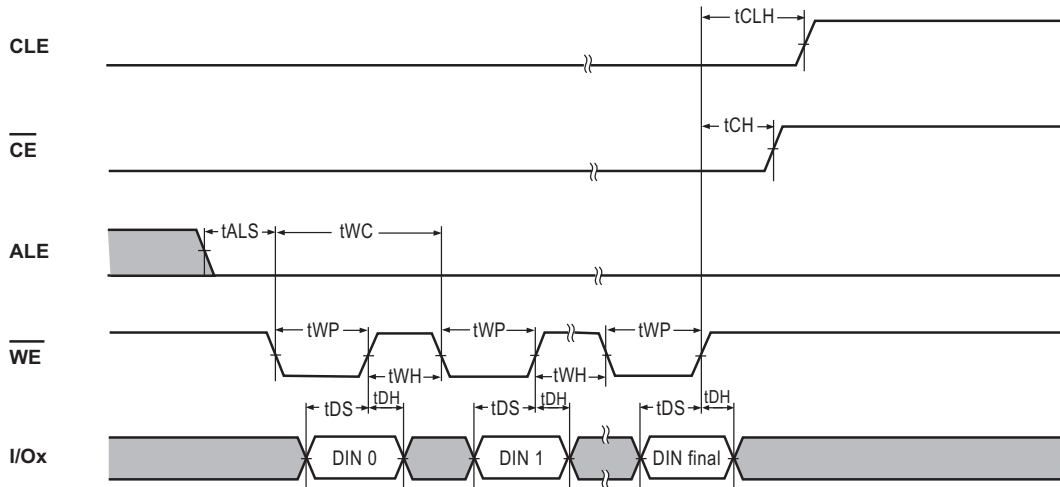 tCLH
CLE
tCH
CE
tALS
tWC
ALE
tWP
tWP
tWP
WE
tWH
tWH
tDS
tDH
tDS
tDH
tDS
tDH
I/Ox
DIN 0
DIN 1
DIN final